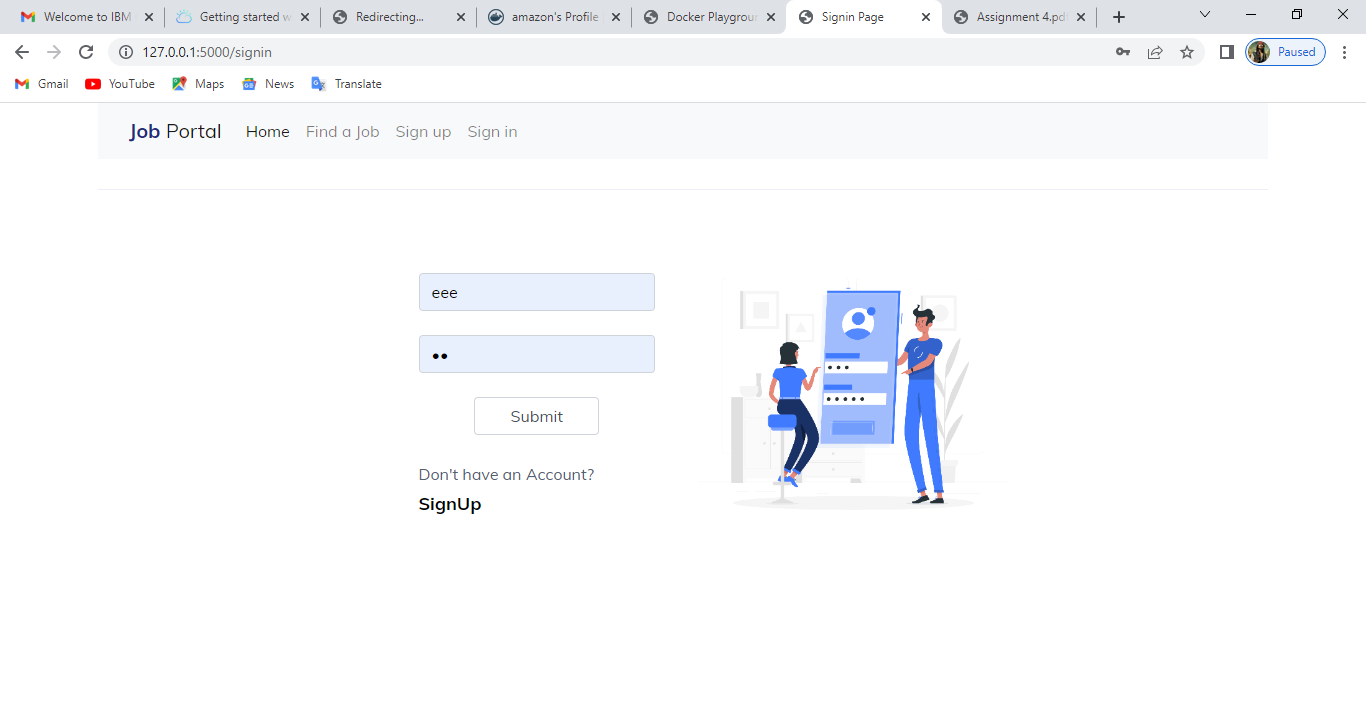 Welcome to IBM
Getting started w
Redirecting...
amazon's Profile
Docker Playgroun
Signin Page
Assignment 4.pdf
127.0.0.1:5000/signin
Paused
Gmail
YouTube
Maps
News
Translate
Job Portal
Home
Find a Job
Sign up
Sign in
eee
Submit
Don't have an Account?
SignUp